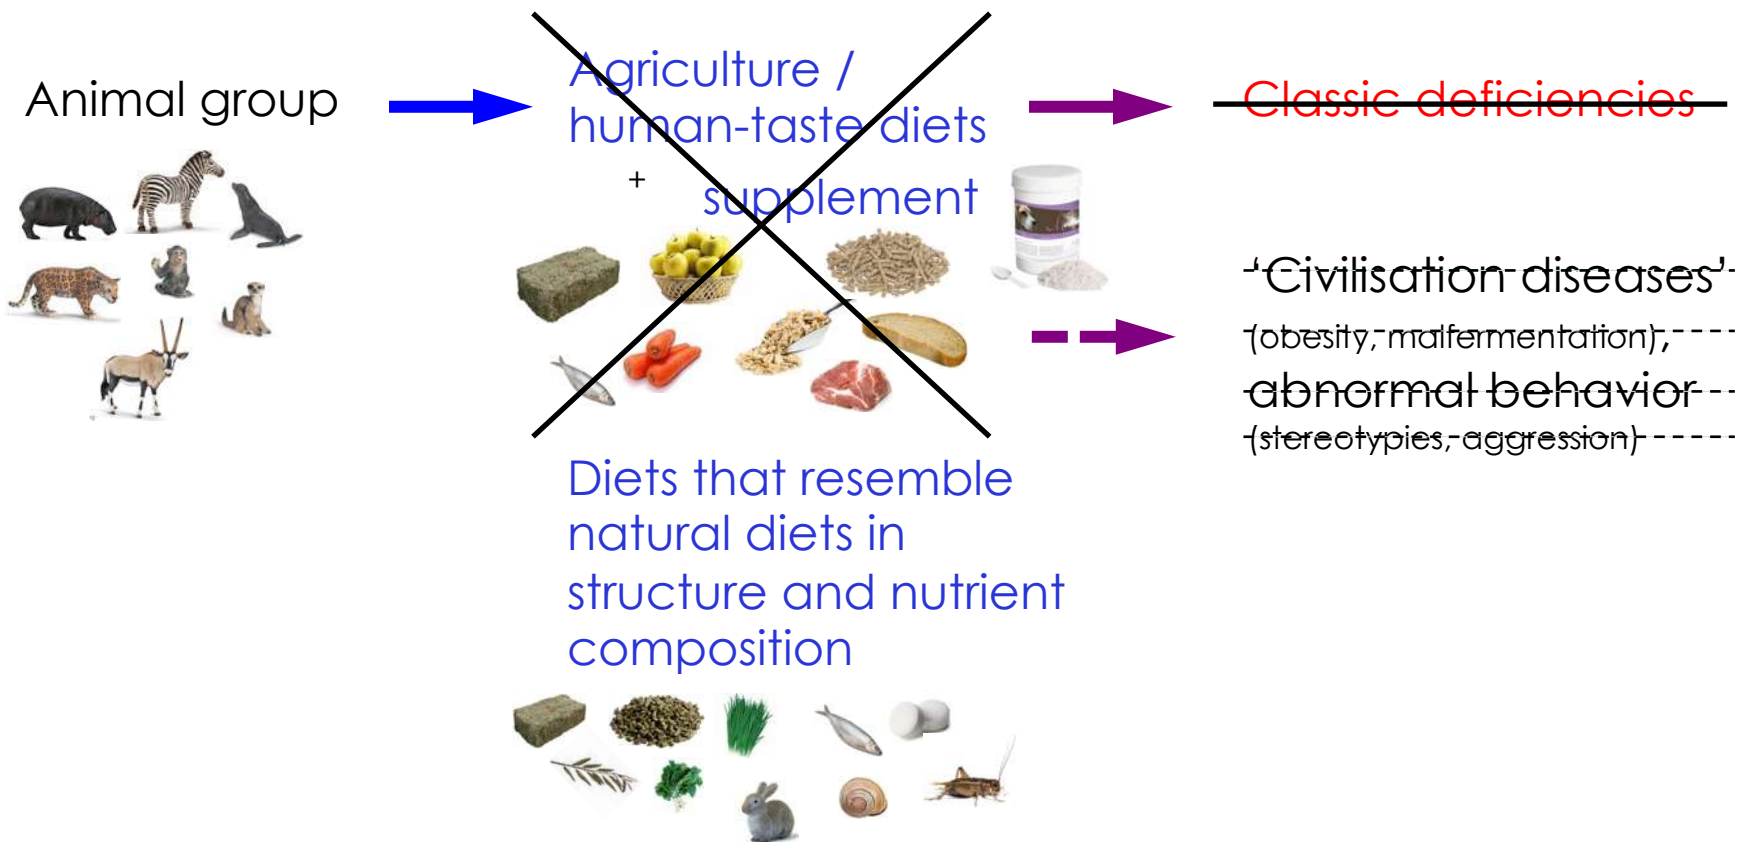 Animal group
Agriculture /
human-taste diets
+
supplement
Classic deficiencies
‘Civilisation diseases’
(obesity, malfermentation),
abnormal behavior
(stereotypies, aggression)
Diets that resemble
natural diets in
structure and nutrient
composition